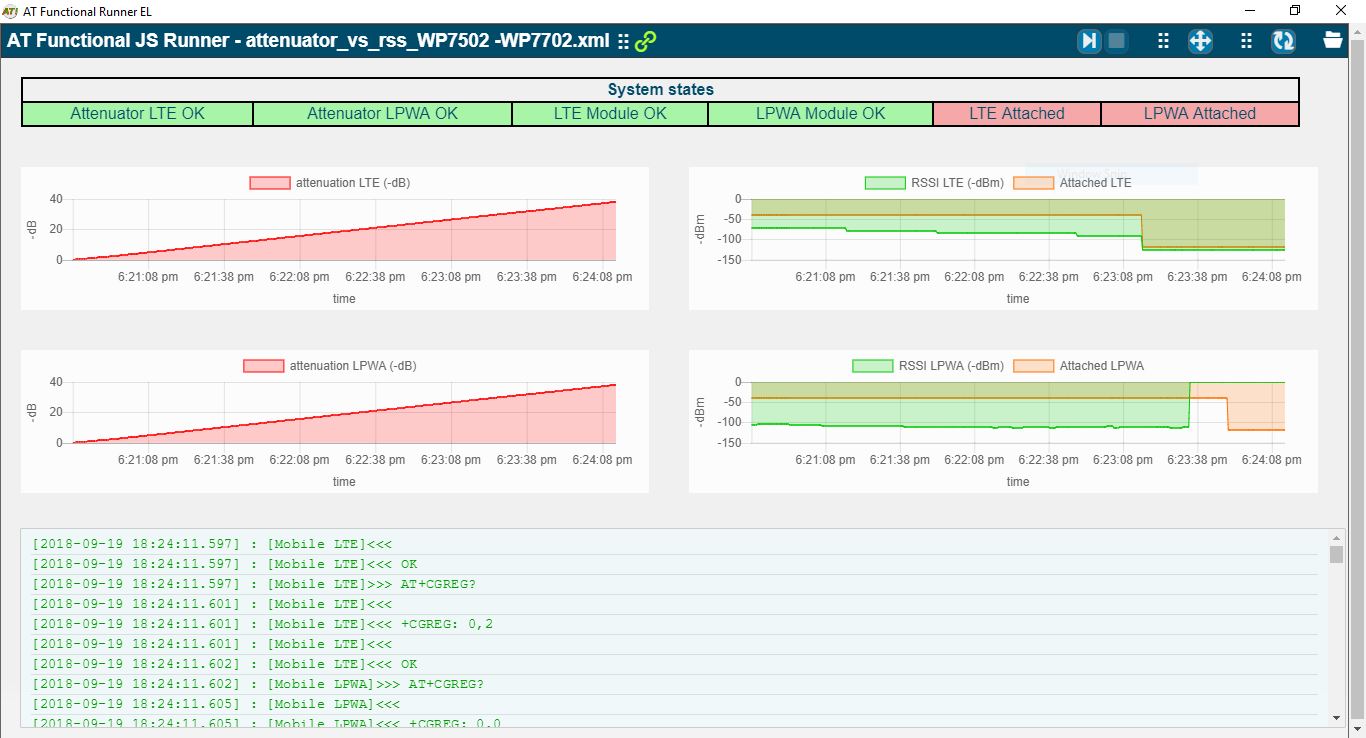 AT! AT Functional Runner EL
AT Functional JS Runner - attenuator_vs_rss_WP7502 -WP7702.xml
System states
Attenuator LTE OK Attenuator LPWA OK LTE Module OK LPWA Module OK LTE Attached LPWA Attached
attenuation LTE (-dB)
40
20
0
-dB
6:21:08 pm 6:21:38 pm 6:22:08 pm 6:22:38 pm 6:23:08 pm 6:23:38 pm 6:24:08 pm
time
Window Snip
RSSI LTE (-dBm) Attached LTE
0
-50
-100
-150
-dBm
6:21:08 pm 6:21:38 pm 6:22:08 pm 6:22:38 pm 6:23:08 pm 6:23:38 pm 6:24:08 pm
time
attenuation LPWA (-dB)
40
20
0
-dB
6:21:08 pm 6:21:38 pm 6:22:08 pm 6:22:38 pm 6:23:08 pm 6:23:38 pm 6:24:08 pm
time
RSSI LPWA (-dBm) Attached LPWA
0
-50
-100
-150
-dBm
6:21:08 pm 6:21:38 pm 6:22:08 pm 6:22:38 pm 6:23:08 pm 6:23:38 pm 6:24:08 pm
time
[2018-09-19 18:24:11.597] : [Mobile LTE]<<<
[2018-09-19 18:24:11.597] : [Mobile LTE]<<< OK
[2018-09-19 18:24:11.597] : [Mobile LTE]>>> AT+CGREG?
[2018-09-19 18:24:11.601] : [Mobile LTE]<<<
[2018-09-19 18:24:11.601] : [Mobile LTE]<<< +CGREG: 0,2
[2018-09-19 18:24:11.601] : [Mobile LTE]<<<
[2018-09-19 18:24:11.602] : [Mobile LTE]<<< OK
[2018-09-19 18:24:11.602] : [Mobile LPWA]>>> AT+CGREG?
[2018-09-19 18:24:11.605] : [Mobile LPWA]<<<
[2018-09-19 18:24:11.605] : [Mobile LPWA]<<< +CGREG: 0,0